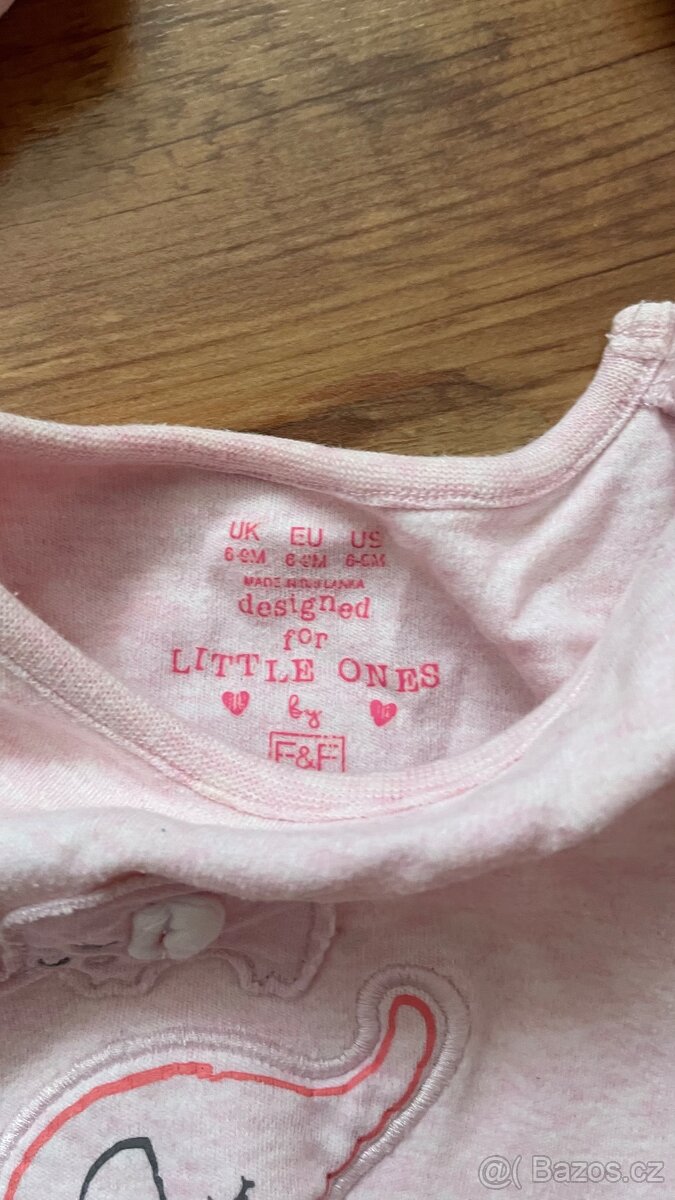 UK EU US
6-9M 6-9M 6-9M
MADE IN SRI LANKA
designed
for
LITTLE ONES
by
F&F
@( Bazos.cz